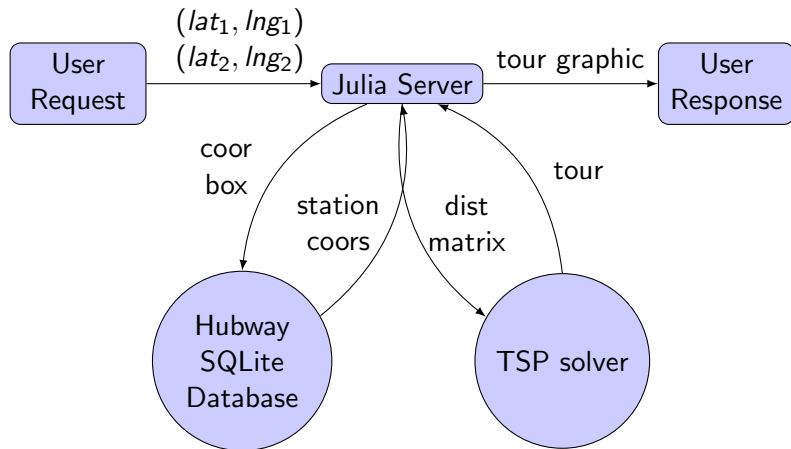 (lat₁, lng₁)
(lat₂, lng₂)
User
Request
Julia Server
tour graphic
User
Response
coor
box
station
coors
dist
matrix
tour
Hubway
SQLite
Database
TSP solver